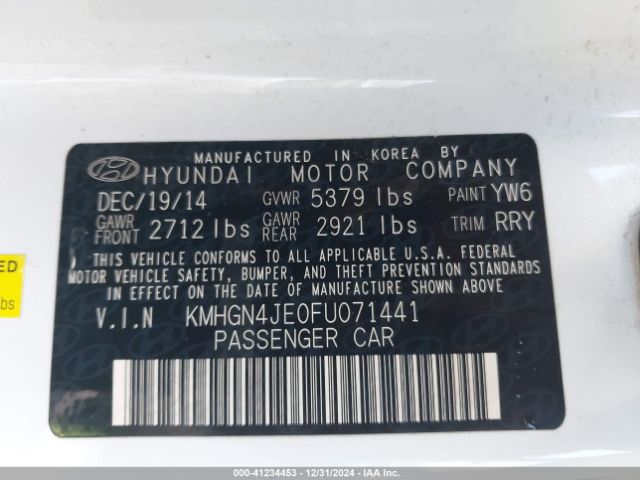 MANUFACTURED IN KOREA BY
HYUNDAI MOTOR COMPANY
DEC/19/14 GVWR 5379 lbs PAINT YW6
GAWR FRONT 2712 lbs GAWR REAR 2921 lbs TRIM RRY
THIS VEHICLE CONFORMS TO ALL APPLICABLE U.S.A. FEDERAL
MOTOR VEHICLE SAFETY, BUMPER, AND THEFT PREVENTION STANDARDS
IN EFFECT ON THE DATE OF MANUFACTURE SHOWN ABOVE.
V.I.N KMHGN4JE0FU071441
PASSENGER CAR
ED
lbs
000-41234453 - 12/31/2024 - IAAI